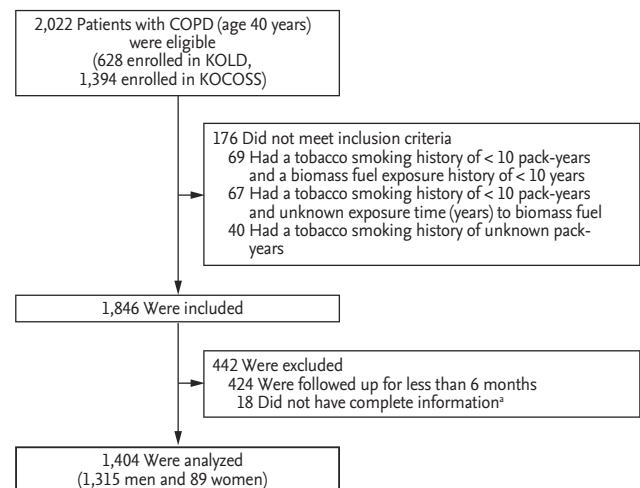 2,022 Patients with COPD (age 40 years)
were eligible
(628 enrolled in KOLD,
1,394 enrolled in KOCOSS)
176 Did not meet inclusion criteria
69 Had a tobacco smoking history of < 10 pack-years
and a biomass fuel exposure history of < 10 years
67 Had a tobacco smoking history of < 10 pack-years
and unknown exposure time (years) to biomass fuel
40 Had a tobacco smoking history of unknown pack-
years
1,846 Were included
442 Were excluded
424 Were followed up for less than 6 months
18 Did not have complete informationª
1,404 Were analyzed
(1,315 men and 89 women)